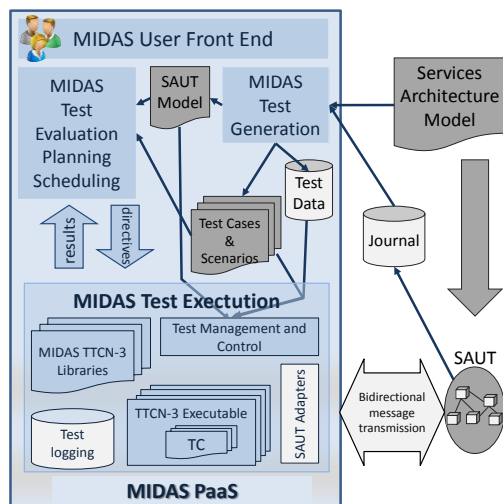 MIDAS User Front End
MIDAS
Test
Evaluation
Planning
Scheduling
SAUT
Model
MIDAS
Test
Generation
Services
Architecture
Model
Test
Data
Test Cases
&
Scenarios
results
directives
Journal
MIDAS Test Exectution
Test Management and
Control
MIDAS TTCN-3
Libraries
SAUT
SAUT Adapters
Bidirectional
message
transmission
TTCN-3 Executable
TC
Test
logging
MIDAS PaaS